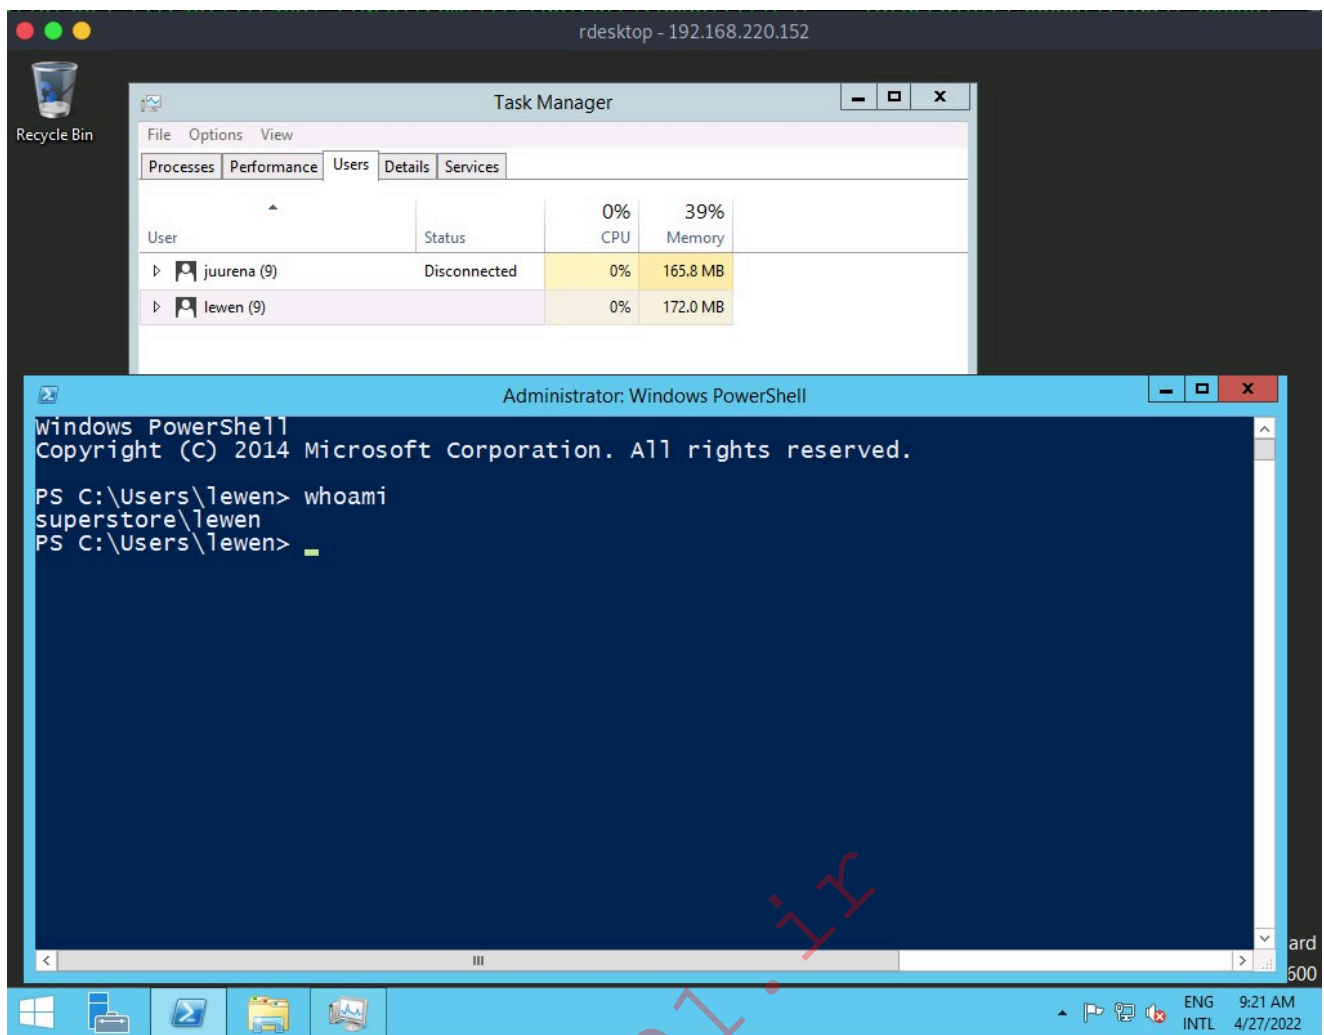 rdesktop - 192.168.220.152
Recycle Bin
Task Manager
File Options View
Processes Performance Users Details Services
0% 39%
User Status CPU Memory
juurena (9) Disconnected 0% 165.8 MB
lewen (9) 0% 172.0 MB
Administrator: Windows PowerShell
Windows PowerShell
Copyright (C) 2014 Microsoft Corporation. All rights reserved.
PS C:\Users\lewen> whoami
superstore\lewen
PS C:\Users\lewen>
ard
600
ENG 9:21 AM
INTL 4/27/2022